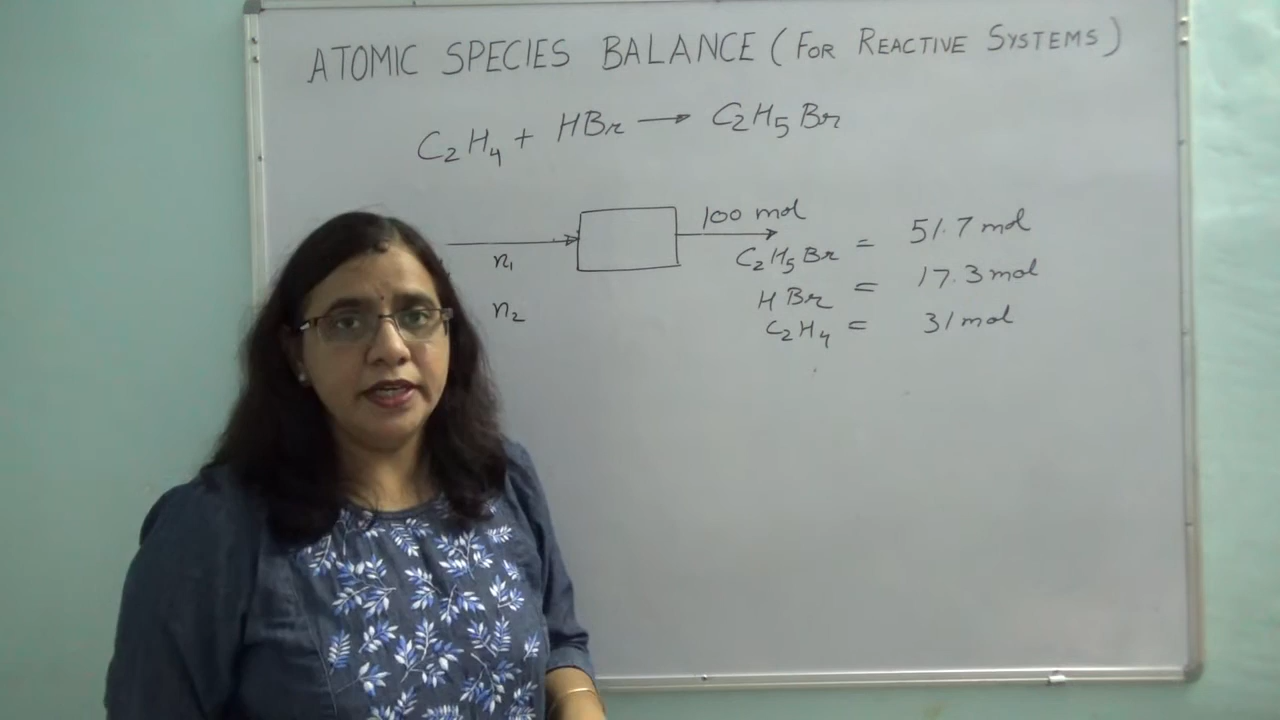 ATOMIC SPECIES BALANCE (FOR REACTIVE SYSTEMS)
C₂H₄ + HBr → C₂H₅Br
100 mol
n₁
n₂
C₂H₅Br = 51.7 mol
HBr = 17.3 mol
C₂H₄ = 31 mol